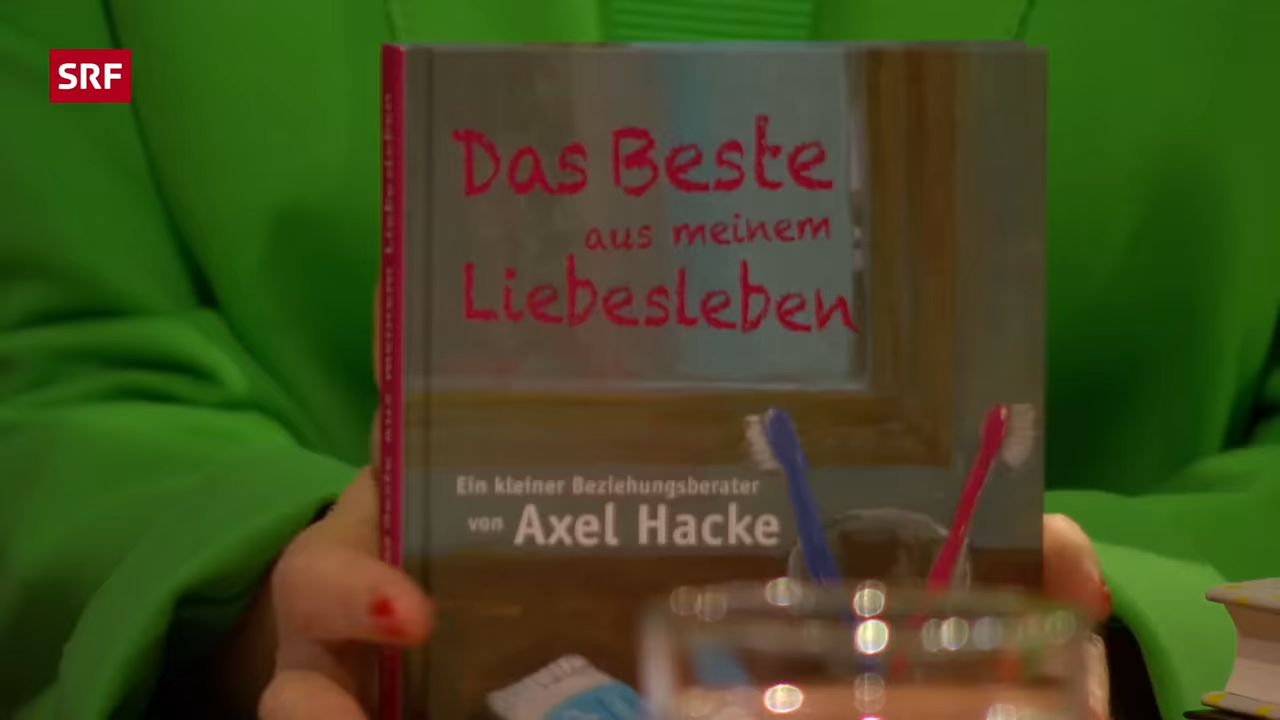 SRF
Das Beste
aus meinem
Liebesleben
Ein kleiner Beziehungsberater
von Axel Hacke